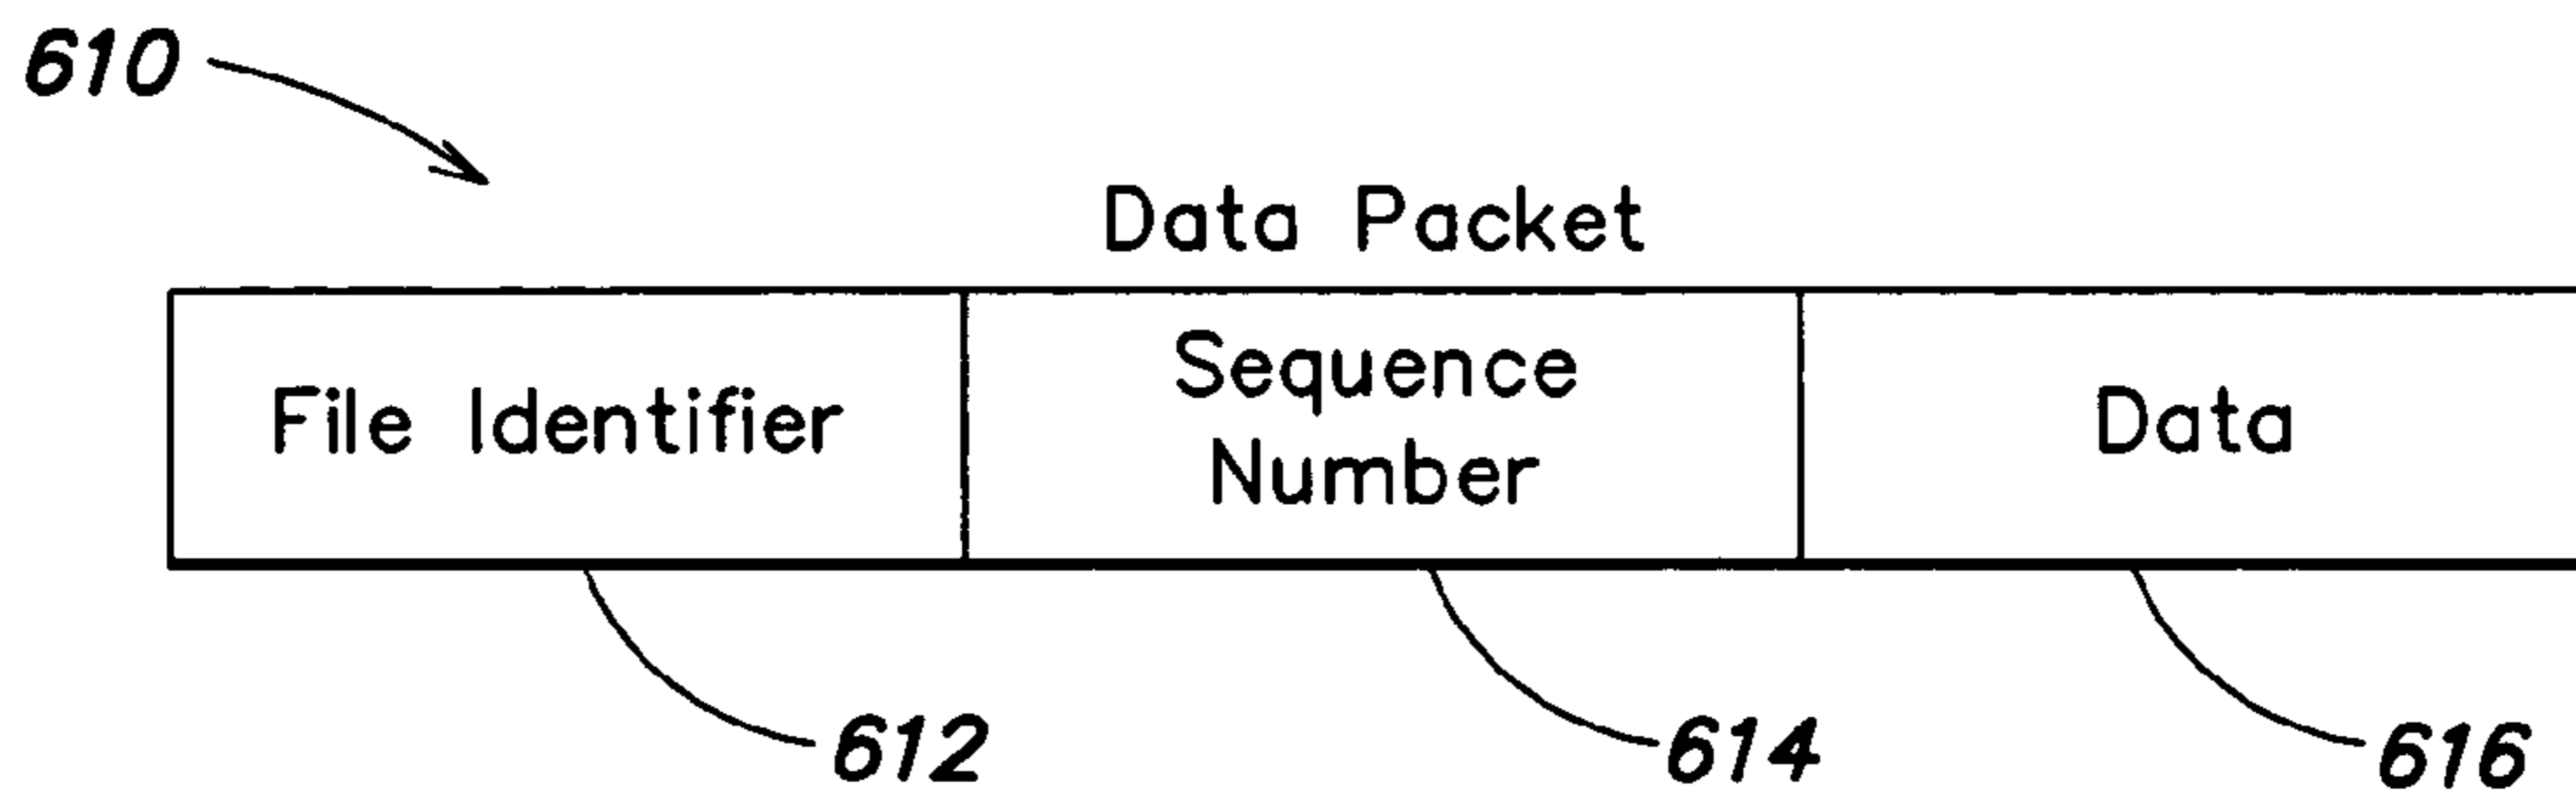 610
Data Packet
File Identifier
Sequence
Number
Data
612
614
616